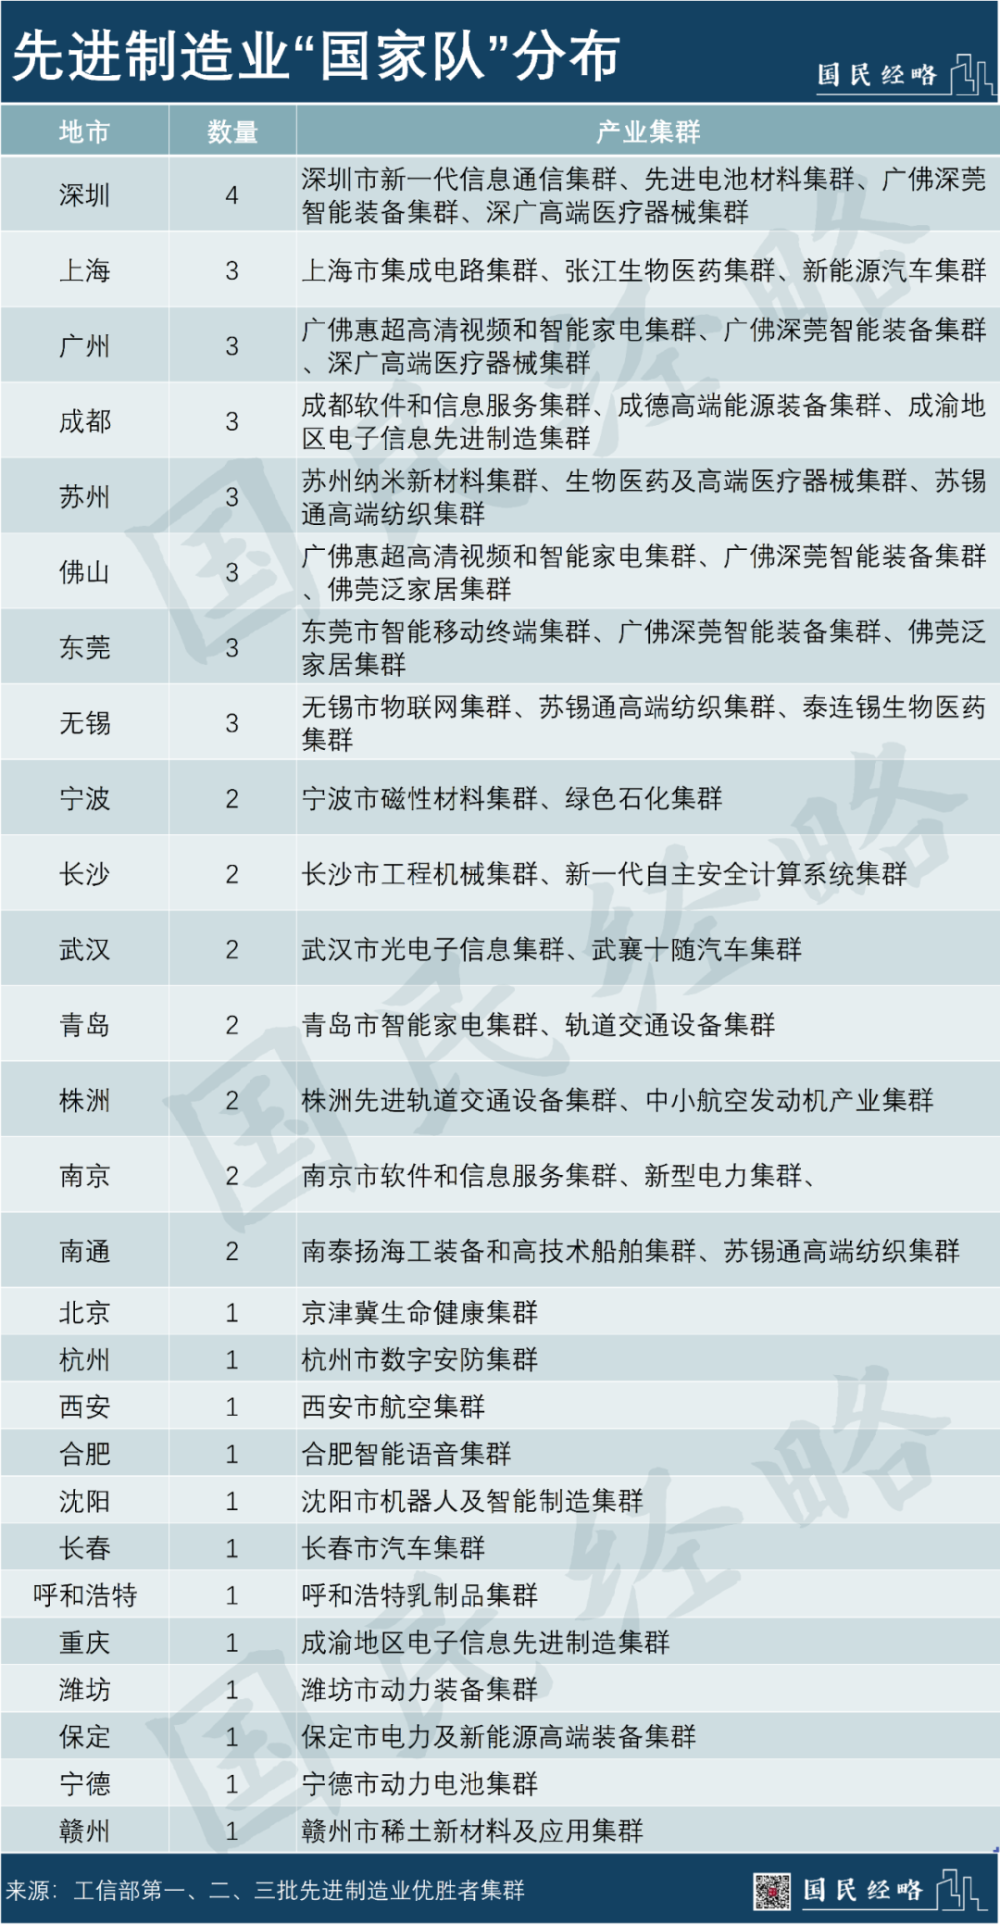 先进制造业“国家队”分布
国民经略
地市 数量 产业集群
深圳 4 深圳市新一代信息通信集群、先进电池材料集群、广佛深莞
智能装备集群、深广高端医疗器械集群
上海 3 上海市集成电路集群、张江生物医药集群、新能源汽车集群
广州 3 广佛惠超高清视频和智能家电集群、广佛深莞智能装备集群
、深广高端医疗器械集群
成都 3 成都软件和信息服务集群、成德高端能源装备集群、成渝地
区电子信息先进制造集群
苏州 3 苏州纳米新材料集群、生物医药及高端医疗器械集群、苏锡
通高端纺织集群
佛山 3 广佛惠超高清视频和智能家电集群、广佛深莞智能装备集群
、佛莞泛家居集群
东莞 3 东莞市智能移动终端集群、广佛深莞智能装备集群、佛莞泛
家居集群
无锡 3 无锡市物联网集群、苏锡通高端纺织集群、泰连锡生物医药
集群
宁波 2 宁波市磁性材料集群、绿色石化集群
长沙 2 长沙市工程机械集群、新一代自主安全计算系统集群
武汉 2 武汉市光电子信息集群、武襄十随汽车集群
青岛 2 青岛市智能家电集群、轨道交通设备集群
株洲 2 株洲先进轨道交通设备集群、中小航空发动机产业集群
南京 2 南京市软件和信息服务集群、新型电力集群、
南通 2 南泰扬海工装备和高技术船舶集群、苏锡通高端纺织集群
北京 1 京津冀生命健康集群
杭州 1 杭州市数字安防集群
西安 1 西安市航空集群
合肥 1 合肥智能语音集群
沈阳 1 沈阳市机器人及智能制造集群
长春 1 长春市汽车集群
呼和浩特 1 呼和浩特乳制品集群
重庆 1 成渝地区电子信息先进制造集群
潍坊 1 潍坊市动力装备集群
保定 1 保定市电力及新能源高端装备集群
宁德 1 宁德市动力电池集群
赣州 1 赣州市稀土新材料及应用集群
国民经略
国民经略
国民经略
来源：工信部第一、二、三批先进制造业优胜者集群
国民经略